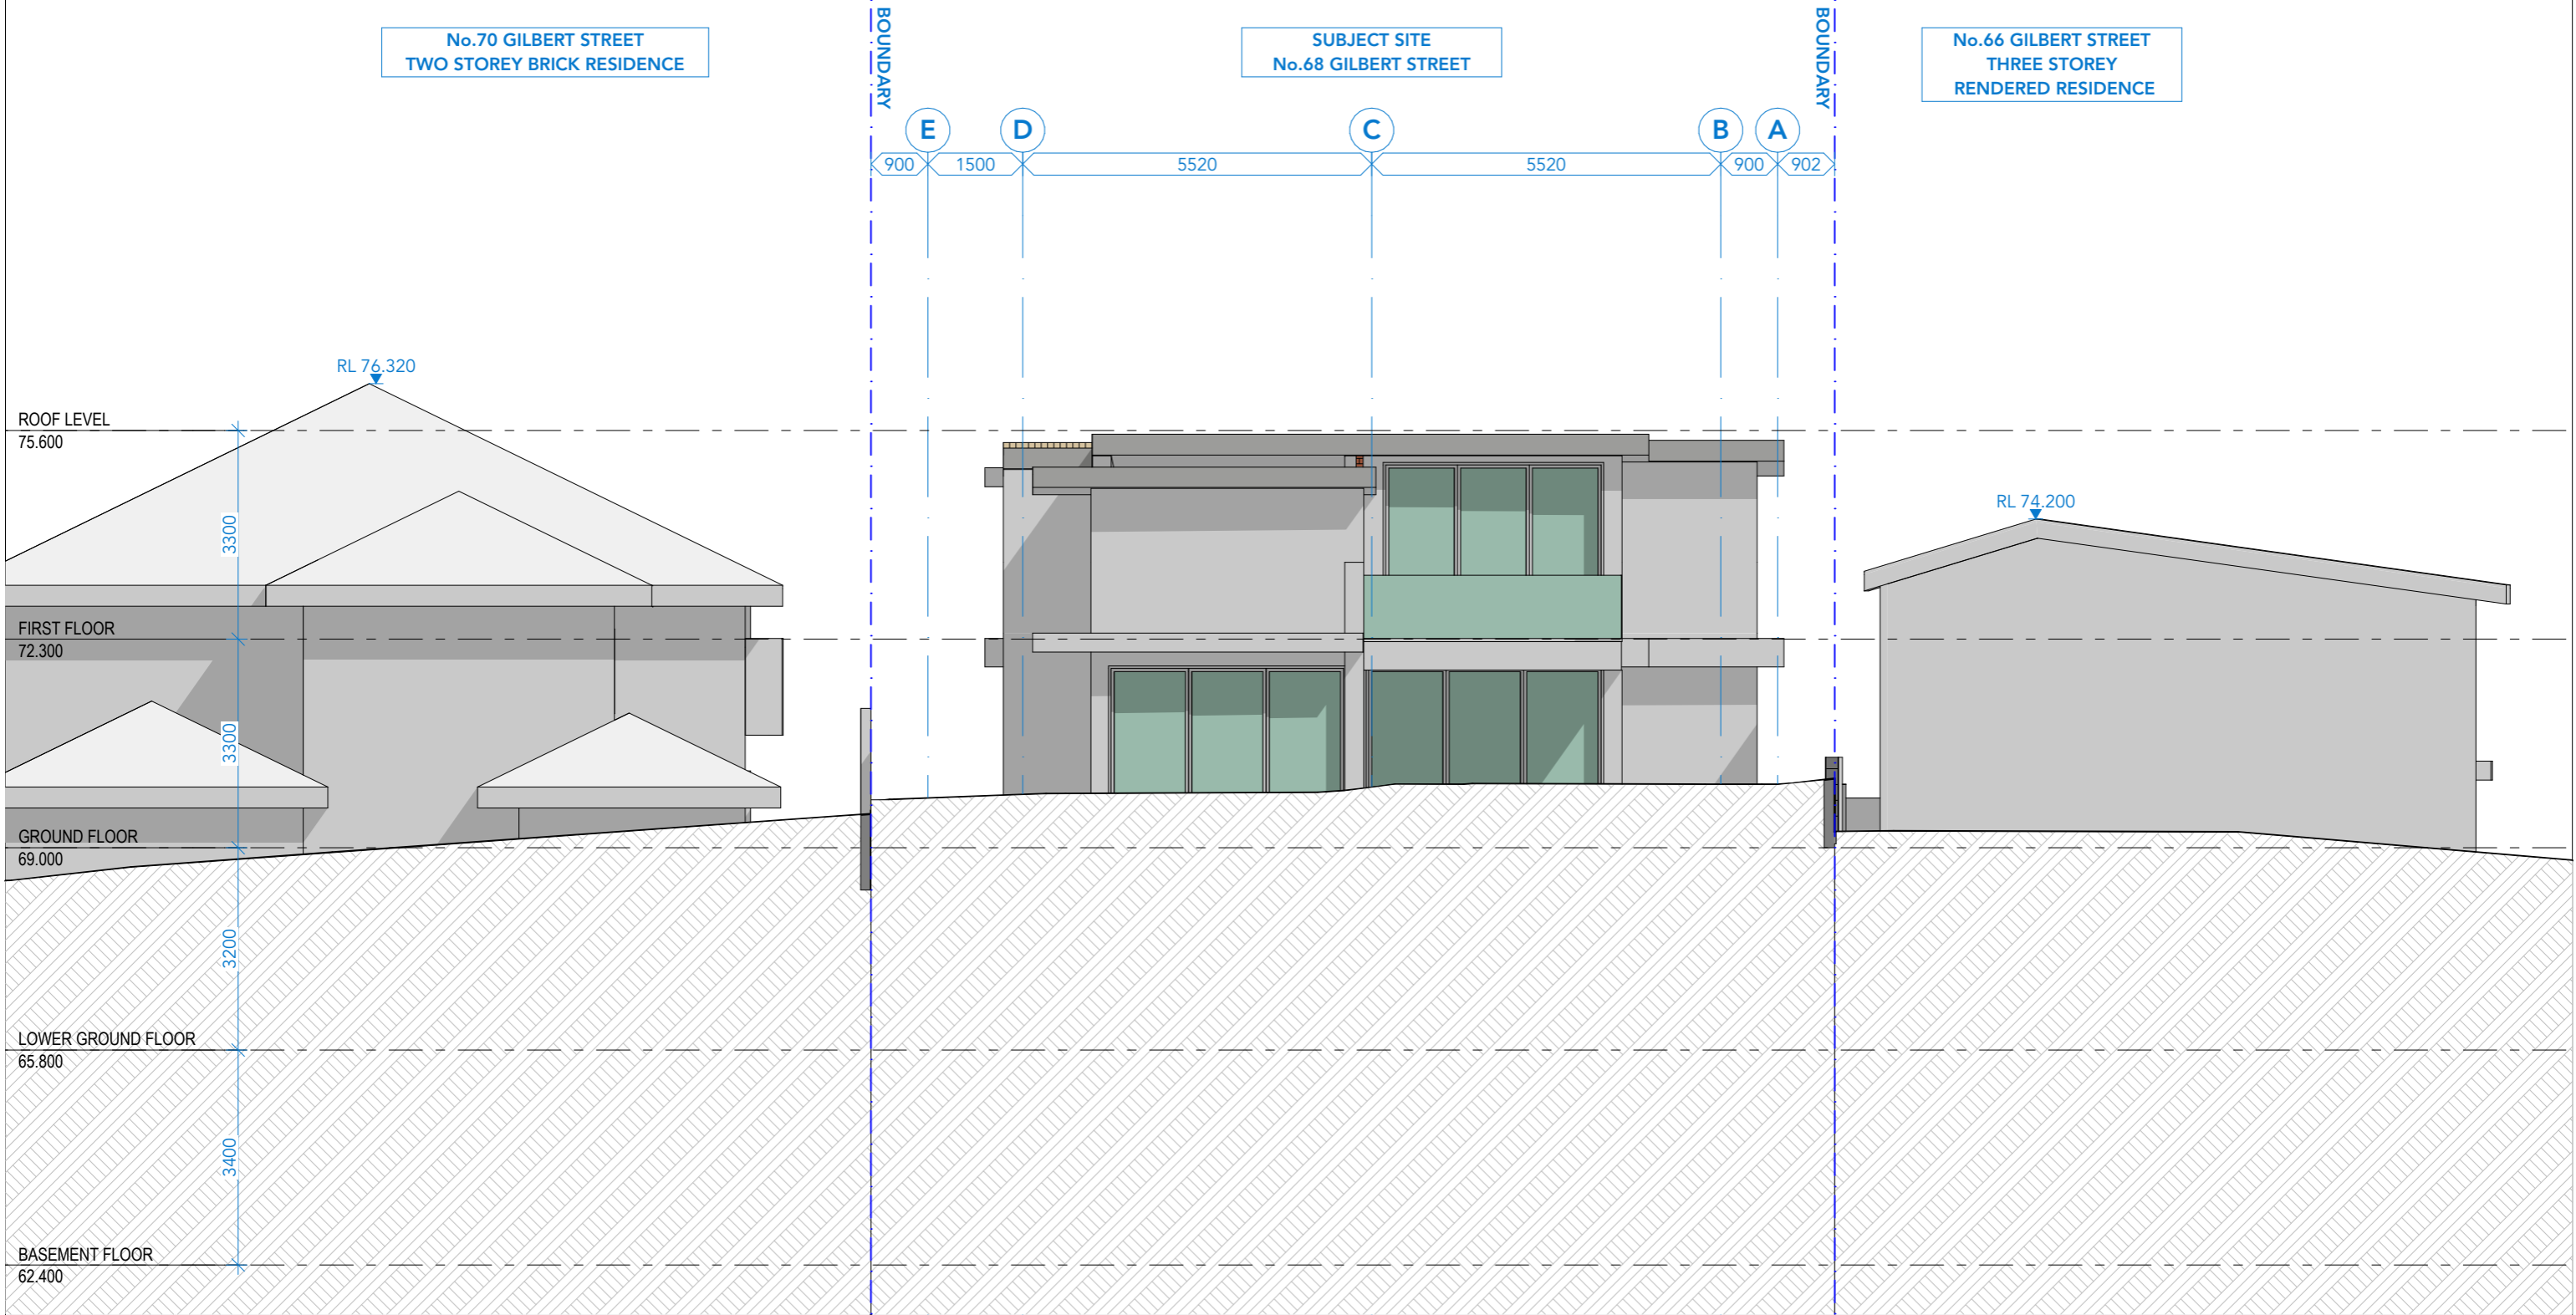 No.70 GILBERT STREET
TWO STOREY BRICK RESIDENCE
BOUNDARY
SUBJECT SITE
No.68 GILBERT STREET
BOUNDARY
No.66 GILBERT STREET
THREE STOREY
RENDERED RESIDENCE
E
D
C
B
A
900
1500
5520
5520
900
902
RL 76.320
ROOF LEVEL
75.600
RL 74.200
3300
FIRST FLOOR
72.300
3300
GROUND FLOOR
69.000
3200
LOWER GROUND FLOOR
65.800
3400
BASEMENT FLOOR
62.400